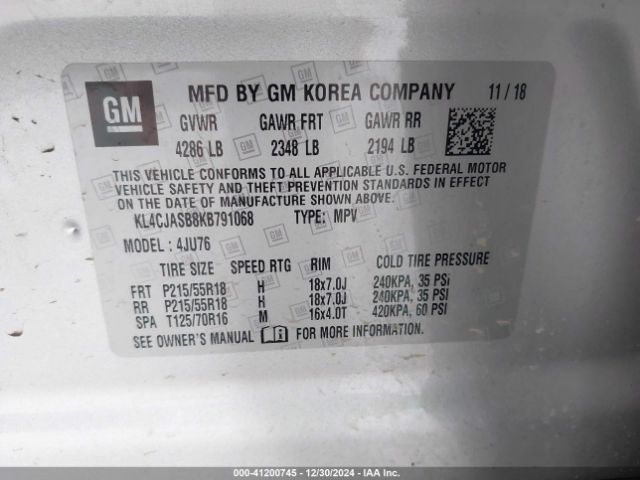 GM
MFD BY GM KOREA COMPANY 11/18
GVWR GAWR FRT GAWR RR
4286 LB 2348 LB 2194 LB
THIS VEHICLE CONFORMS TO ALL APPLICABLE U.S. FEDERAL MOTOR
VEHICLE SAFETY AND THEFT PREVENTION STANDARDS IN EFFECT
ON THE DATE OF MANUFACTURE SHOWN ABOVE.
KL4CJASB8KB791068 TYPE: MPV
MODEL: 4JU76
TIRE SIZE SPEED RTG RIM COLD TIRE PRESSURE
FRT P215/55R18 H 18x7.0J 240KPA, 35 PSI
RR P215/55R18 H 18x7.0J 240KPA, 35 PSI
SPA T125/70R16 M 16x4.0T 420KPA, 60 PSI
SEE OWNER'S MANUAL FOR MORE INFORMATION.
000-41200745 - 12/30/2024 - IAAI.COM